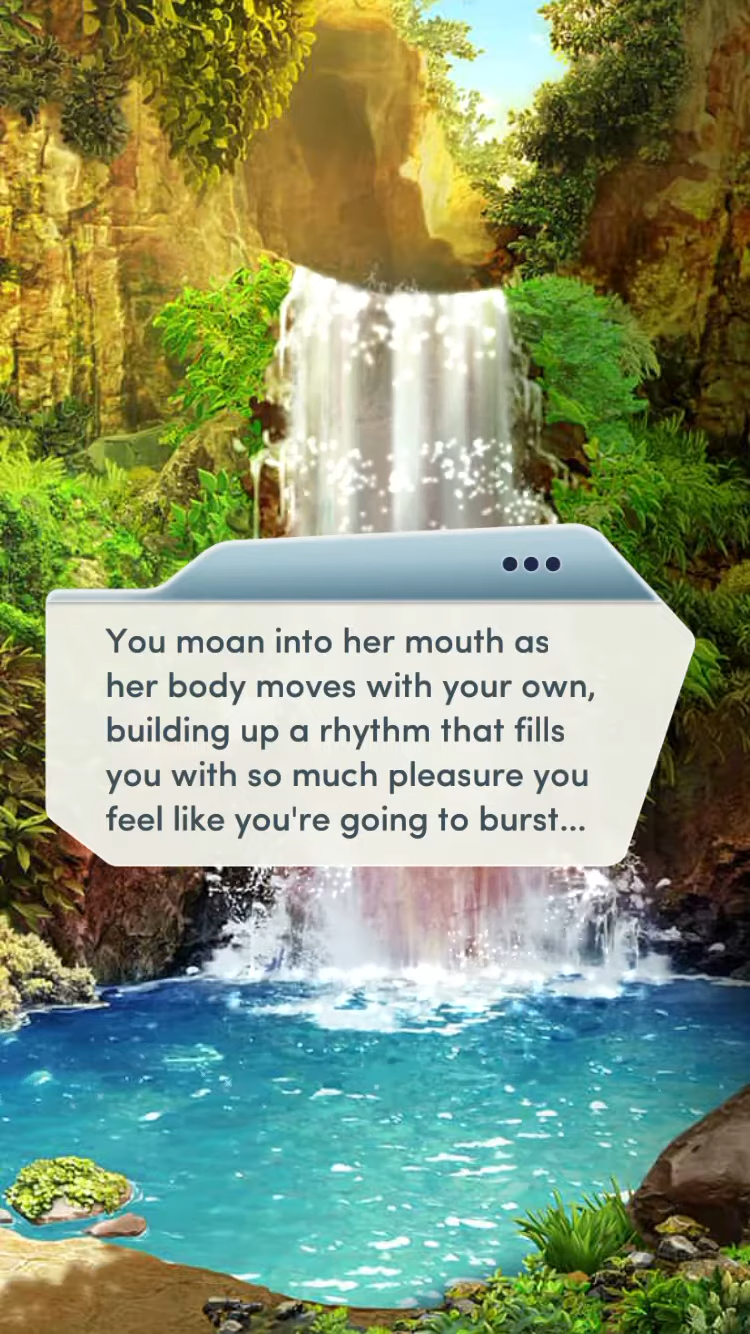 You moan into her mouth as
her body moves with your own,
building up a rhythm that fills
you with so much pleasure you
feel like you're going to burst...